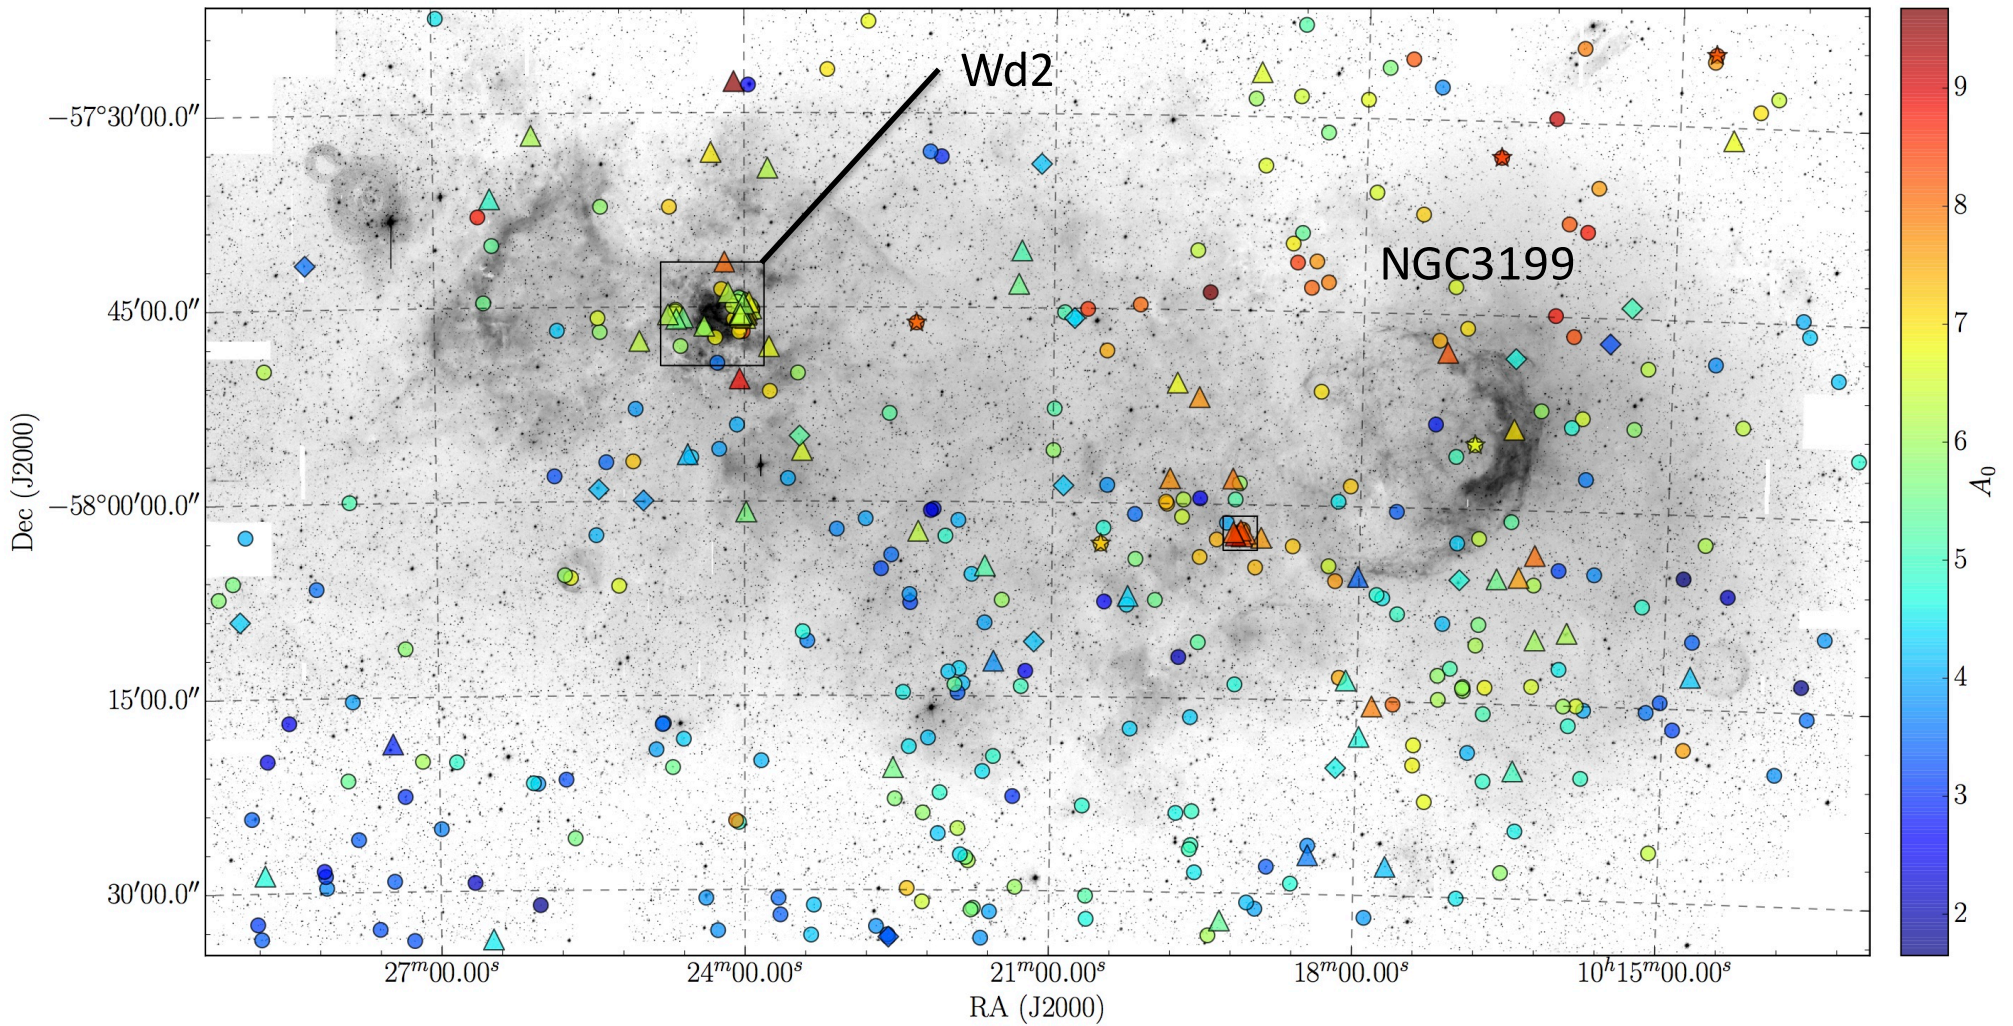 Wd2
NGC3199
−57°30′00.0″
45′00.0″
−58°00′00.0″
15′00.0″
30′00.0″
Dec (J2000)
27ᵐ00.00ˢ
24ᵐ00.00ˢ
21ᵐ00.00ˢ
18ᵐ00.00ˢ
10ʰ15ᵐ00.00ˢ
RA (J2000)
9
8
7
6
5
4
3
2
A₀